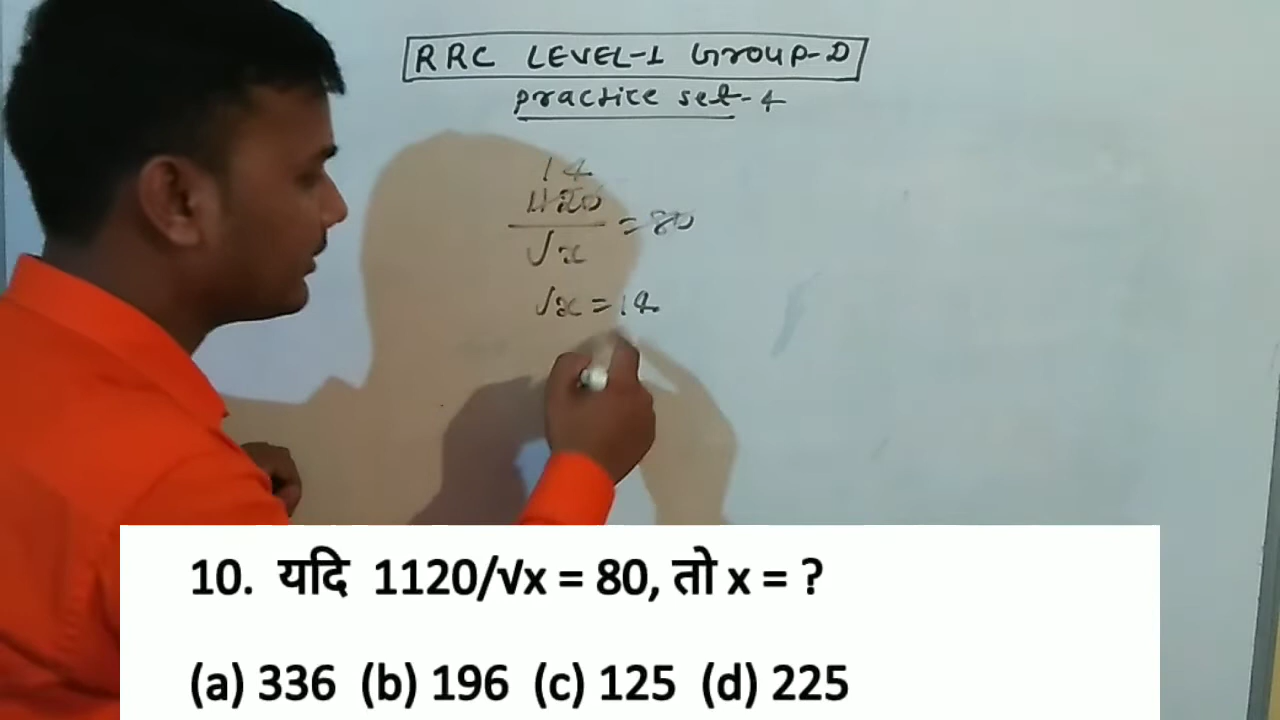 RRC LEVEL-1 GROUP-D
practice set-4
14
1120
/√x = 80
√x = 14
10. यदि 1120/√x = 80, तो x = ?
(a) 336 (b) 196 (c) 125 (d) 225